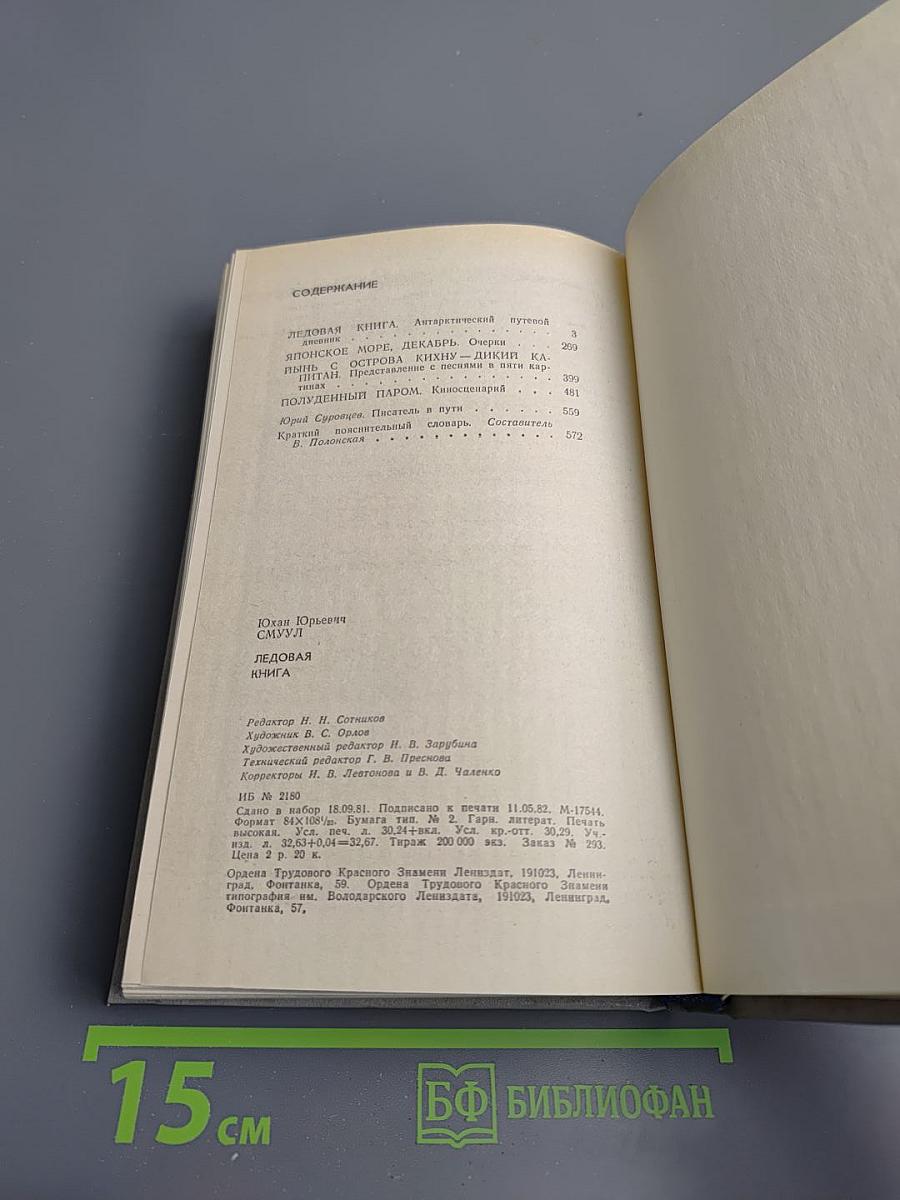 СОДЕРЖАНИЕ
ЛЕДОВАЯ КНИГА. Антарктический путевой
дневник . . . . . . . . . . . . . . 3
ЯПОНСКОЕ МОРЕ, ДЕКАБРЬ. Очерки . . . 269
ЙЫНЬ С ОСТРОВА КИХНУ — ДИКИЙ КА-
ПИТАН. Представление с песнями в пяти кар-
тинах . . . . . . . . . . . . . . 399
ПОЛУДЕННЫЙ ПАРОМ. Киносценарий . . . 481
Юрий Суровцев. Писатель в пути . . . . . . 559
Краткий пояснительный словарь. Составитель
В. Полонская . . . . . . . . . . . . 572
Юхан Юрьевич
СМУУЛ
ЛЕДОВАЯ
КНИГА
Редактор Н. Н. Сотников
Художник В. С. Орлов
Художественный редактор И. В. Зарубина
Технический редактор Г. В. Преснова
Корректоры И. В. Левтонова и В. Д. Чаленко
ИБ № 2180
Сдано в набор 18.09.81. Подписано к печати 11.05.82. М-17544.
Формат 84×108¹/₃₂. Бумага тип. № 2. Гарн. литерат. Печать
высокая. Усл. печ. л. 30,24+вкл. Усл. кр.-отт. 30,29. Уч.-
изд. л. 32,63+0,04=32,67. Тираж 200 000 экз. Заказ № 293.
Цена 2 р. 20 к.
Ордена Трудового Красного Знамени Лениздат, 191023, Ленин-
град, Фонтанка, 59. Ордена Трудового Красного Знамени
типография им. Володарского Лениздата, 191023, Ленинград,
Фонтанка, 57,
15 см
БФ БИБЛИОФАН